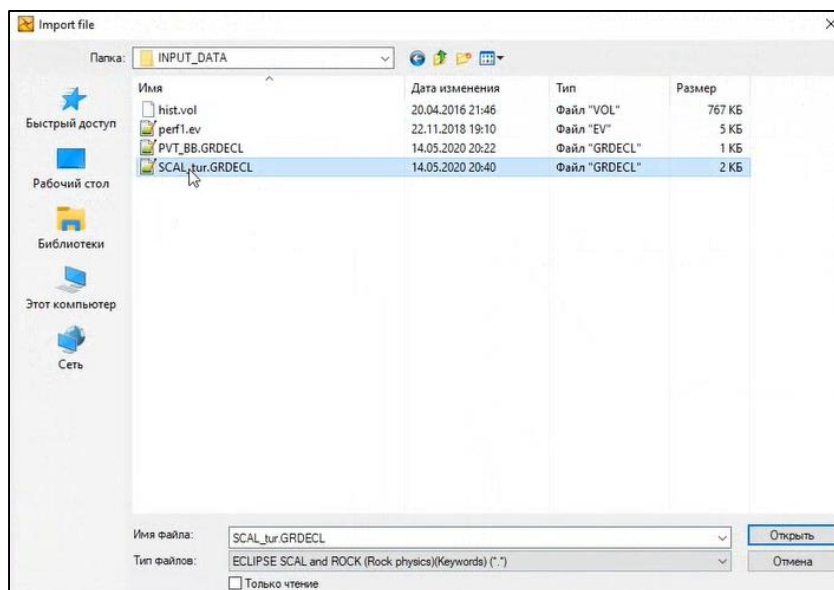 Import file
Папка: INPUT_DATA
Имя Дата изменения Тип Размер
hist.vol 20.04.2016 21:46 Файл "VOL" 767 КБ
perf1.ev 22.11.2018 19:10 Файл "EV" 5 КБ
PVT_BB.GRDECL 14.05.2020 20:22 Файл "GRDECL" 1 КБ
SCAL_tur.GRDECL 14.05.2020 20:40 Файл "GRDECL" 2 КБ
Быстрый доступ
Рабочий стол
Библиотеки
Этот компьютер
Сеть
Имя файла: SCAL_tur.GRDECL Открыть
Тип файлов: ECLIPSE SCAL and ROCK (Rock physics)(Keywords) (*.*) Отмена
Только чтение